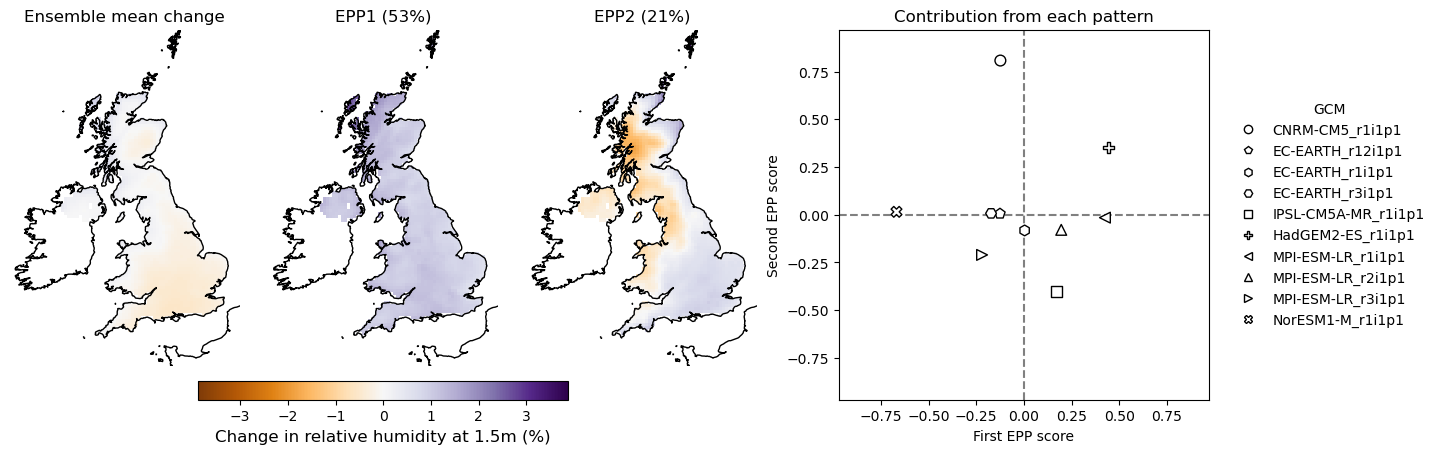 Ensemble mean change
EPP1 (53%)
EPP2 (21%)
Contribution from each pattern
0.75
0.50
0.25
0.00
−0.25
−0.50
−0.75
Second EPP score
−0.75 −0.50 −0.25 0.00 0.25 0.50 0.75
First EPP score
GCM
CNRM-CM5_r1i1p1
EC-EARTH_r12i1p1
EC-EARTH_r1i1p1
EC-EARTH_r3i1p1
IPSL-CM5A-MR_r1i1p1
HadGEM2-ES_r1i1p1
MPI-ESM-LR_r1i1p1
MPI-ESM-LR_r2i1p1
MPI-ESM-LR_r3i1p1
NorESM1-M_r1i1p1
−3 −2 −1 0 1 2 3
Change in relative humidity at 1.5m (%)